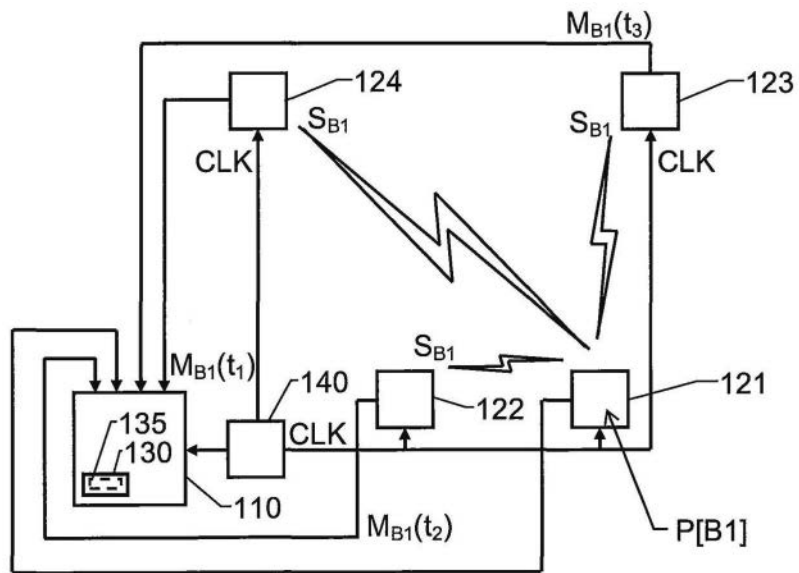 M_B1(t_3)
124
123
S_B1
S_B1
CLK
CLK
M_B1(t_1)
140
S_B1
121
122
135
130
CLK
110
M_B1(t_2)
P[B1]